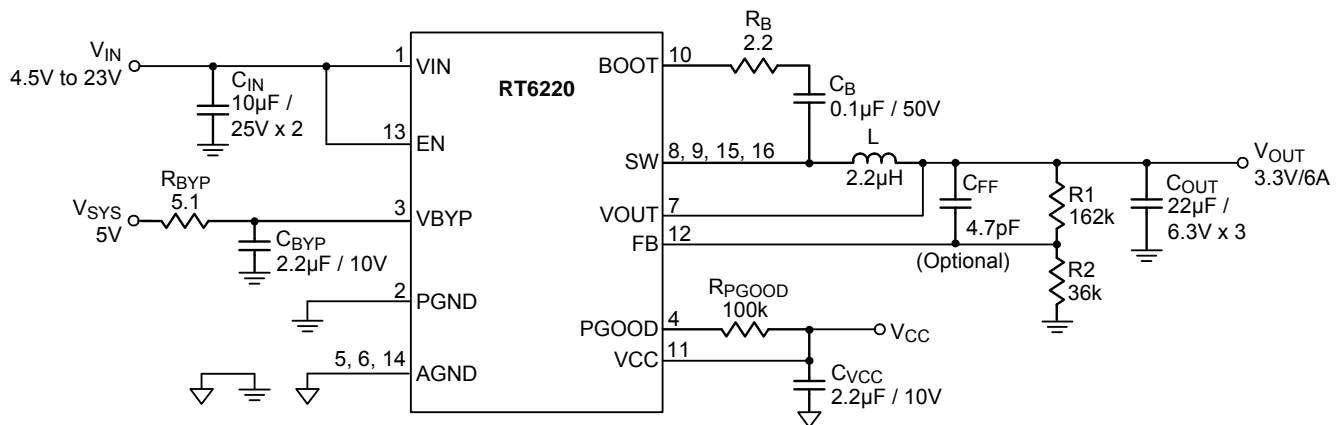 V_IN
4.5V to 23V
C_IN
10µF /
25V x 2
1
VIN
13
EN
V_SYS
5V
R_BYP
5.1
3
VBYP
C_BYP
2.2µF / 10V
2
PGND
5, 6, 14
AGND
RT6220
BOOT
10
R_B
2.2
C_B
0.1µF / 50V
SW
8, 9, 15, 16
L
2.2µH
VOUT
7
FB
12
C_FF
4.7pF
(Optional)
R1
162k
R2
36k
C_OUT
22µF /
6.3V x 3
V_OUT
3.3V/6A
PGOOD
4
R_PGOOD
100k
V_CC
VCC
11
C_VCC
2.2µF / 10V